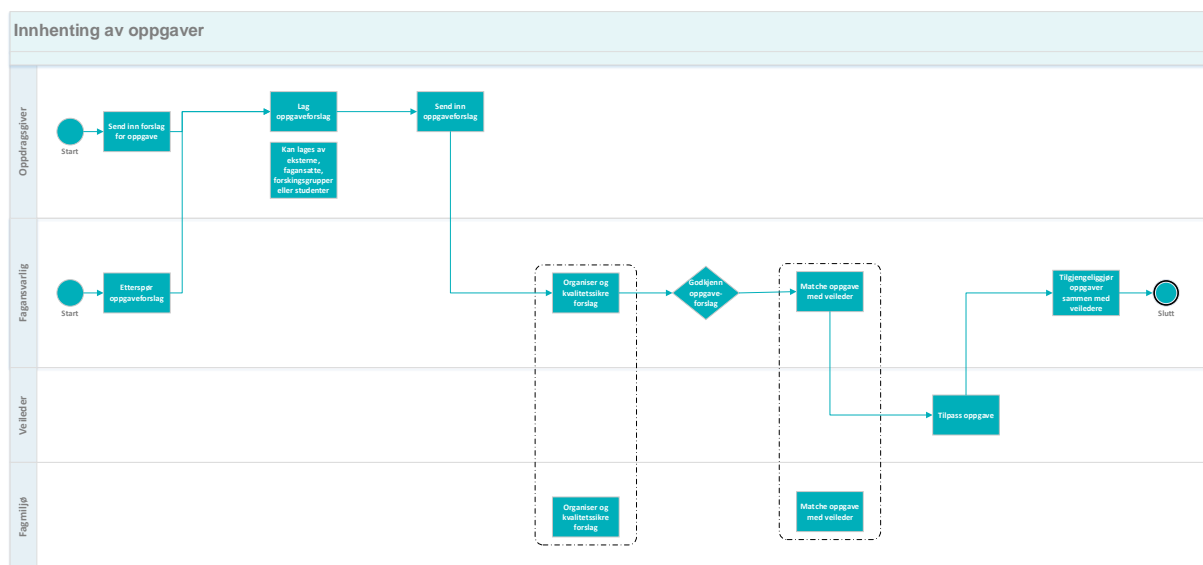 Innhenting av oppgaver
Oppdragsgiver
Start
Send inn forslag
for oppgave
Lag
oppgaveforslag
Kan lages av
eksterne,
fagansatte,
forskingsgrupper
eller studenter
Send inn
oppgaveforslag
Fagansvarlig
Start
Etterspør
oppgaveforslag
Organiser og
kvalitetssikre
forslag
Godkjenn
oppgave-
forslag
Matche oppgave
med veileder
Tilgjengeliggjør
oppgaver
sammen med
veiledere
Slutt
Veileder
Tilpass oppgave
Fagmiljø
Organiser og
kvalitetssikre
forslag
Matche oppgave
med veileder